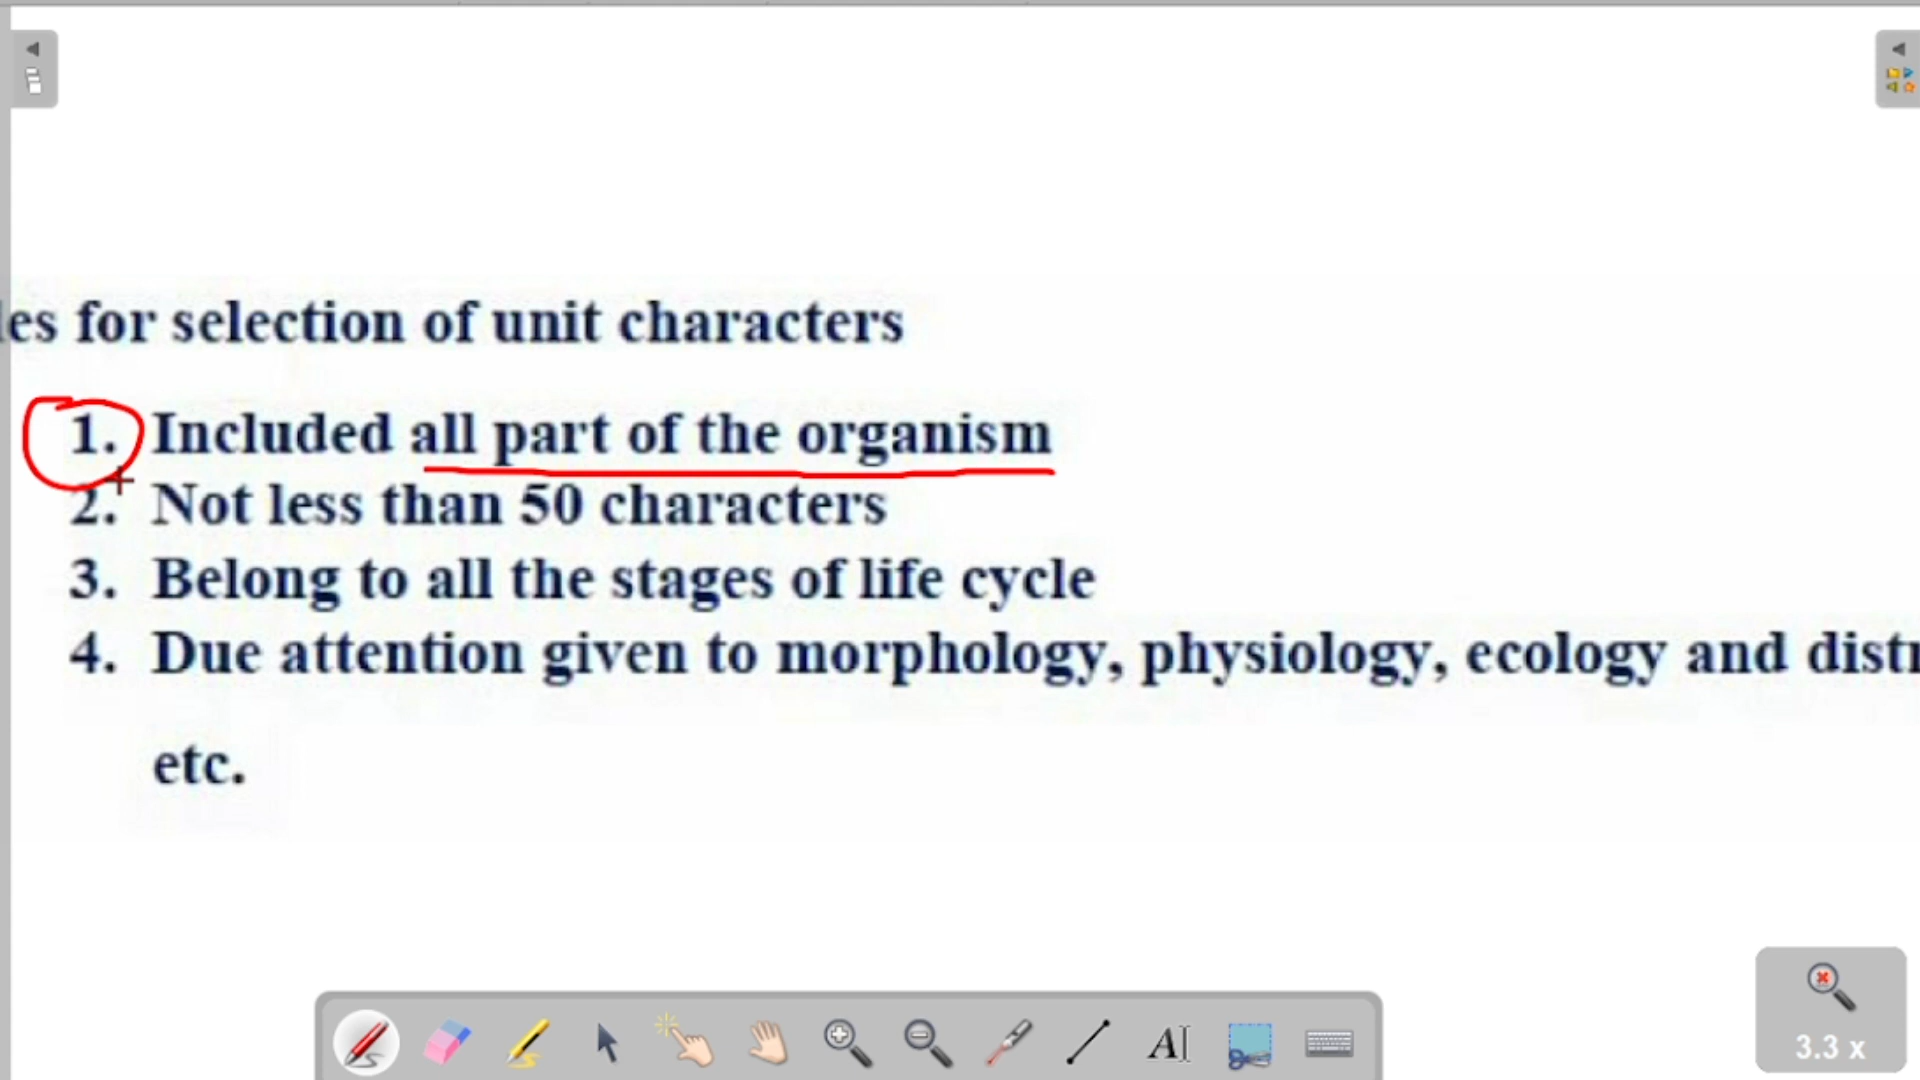 for selection of unit characters
1. Included all part of the organism
2. Not less than 50 characters
3. Belong to all the stages of life cycle
4. Due attention given to morphology, physiology, ecology and
etc.
A
3.3 x